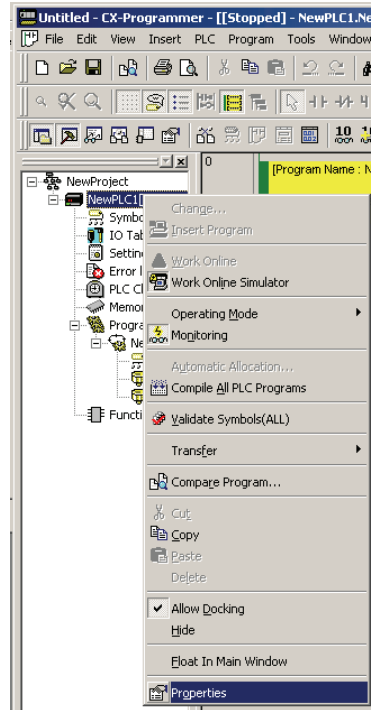 Untitled - CX-Programmer - [[Stopped] - NewPLC1.Ne
File Edit View Insert PLC Program Tools Window
10
0
[Program Name : N
NewProject
NewPLC1[
Symbo
IO Tab
Settin
Error l
PLC Cl
Memor
Progra
Ne
Functi
Change...
Insert Program
Work Online
Work Online Simulator
Operating Mode
Monitoring
Automatic Allocation...
Compile All PLC Programs
Validate Symbols(ALL)
Transfer
Compare Program...
Cut
Copy
Paste
Delete
Allow Docking
Hide
Float In Main Window
Properties